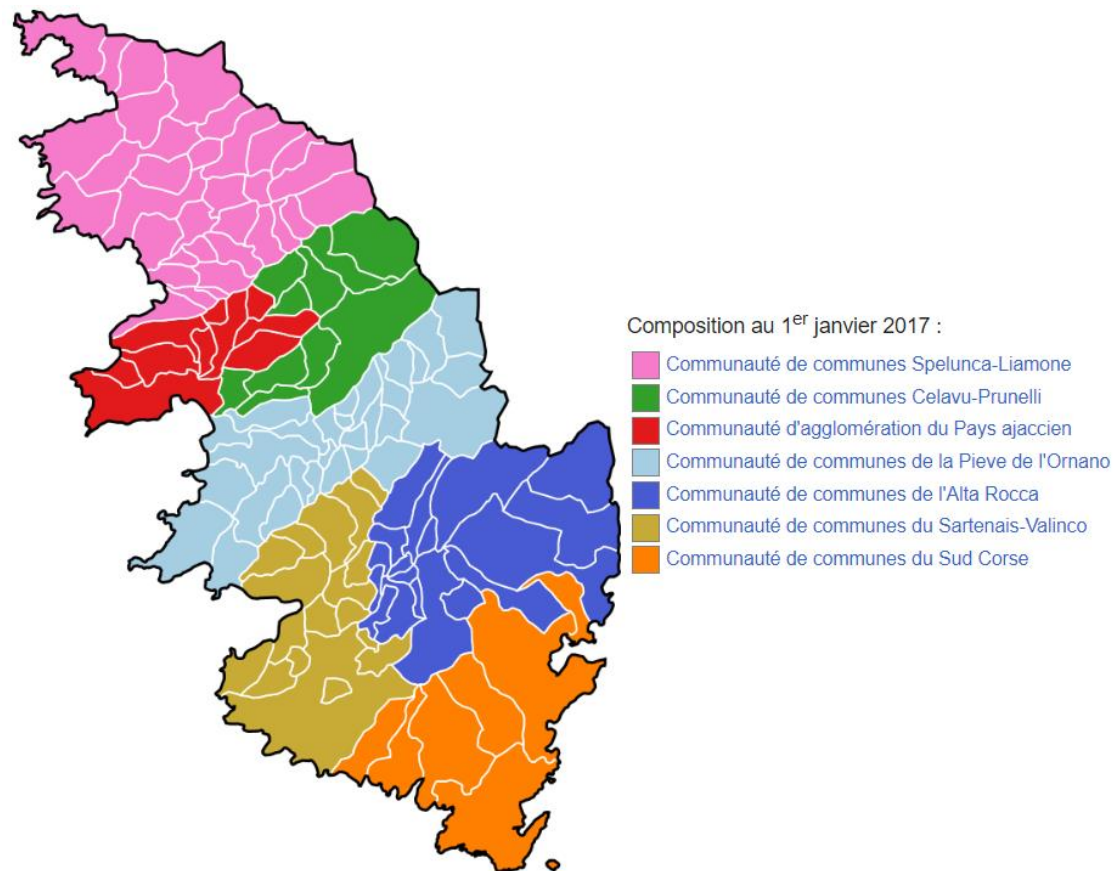 Composition au 1er janvier 2017 :
Communauté de communes Spelunca-Liamone
Communauté de communes Celavu-Prunelli
Communauté d'agglomération du Pays ajaccien
Communauté de communes de la Pieve de l'Ornano
Communauté de communes de l'Alta Rocca
Communauté de communes du Sartenais-Valinco
Communauté de communes du Sud Corse